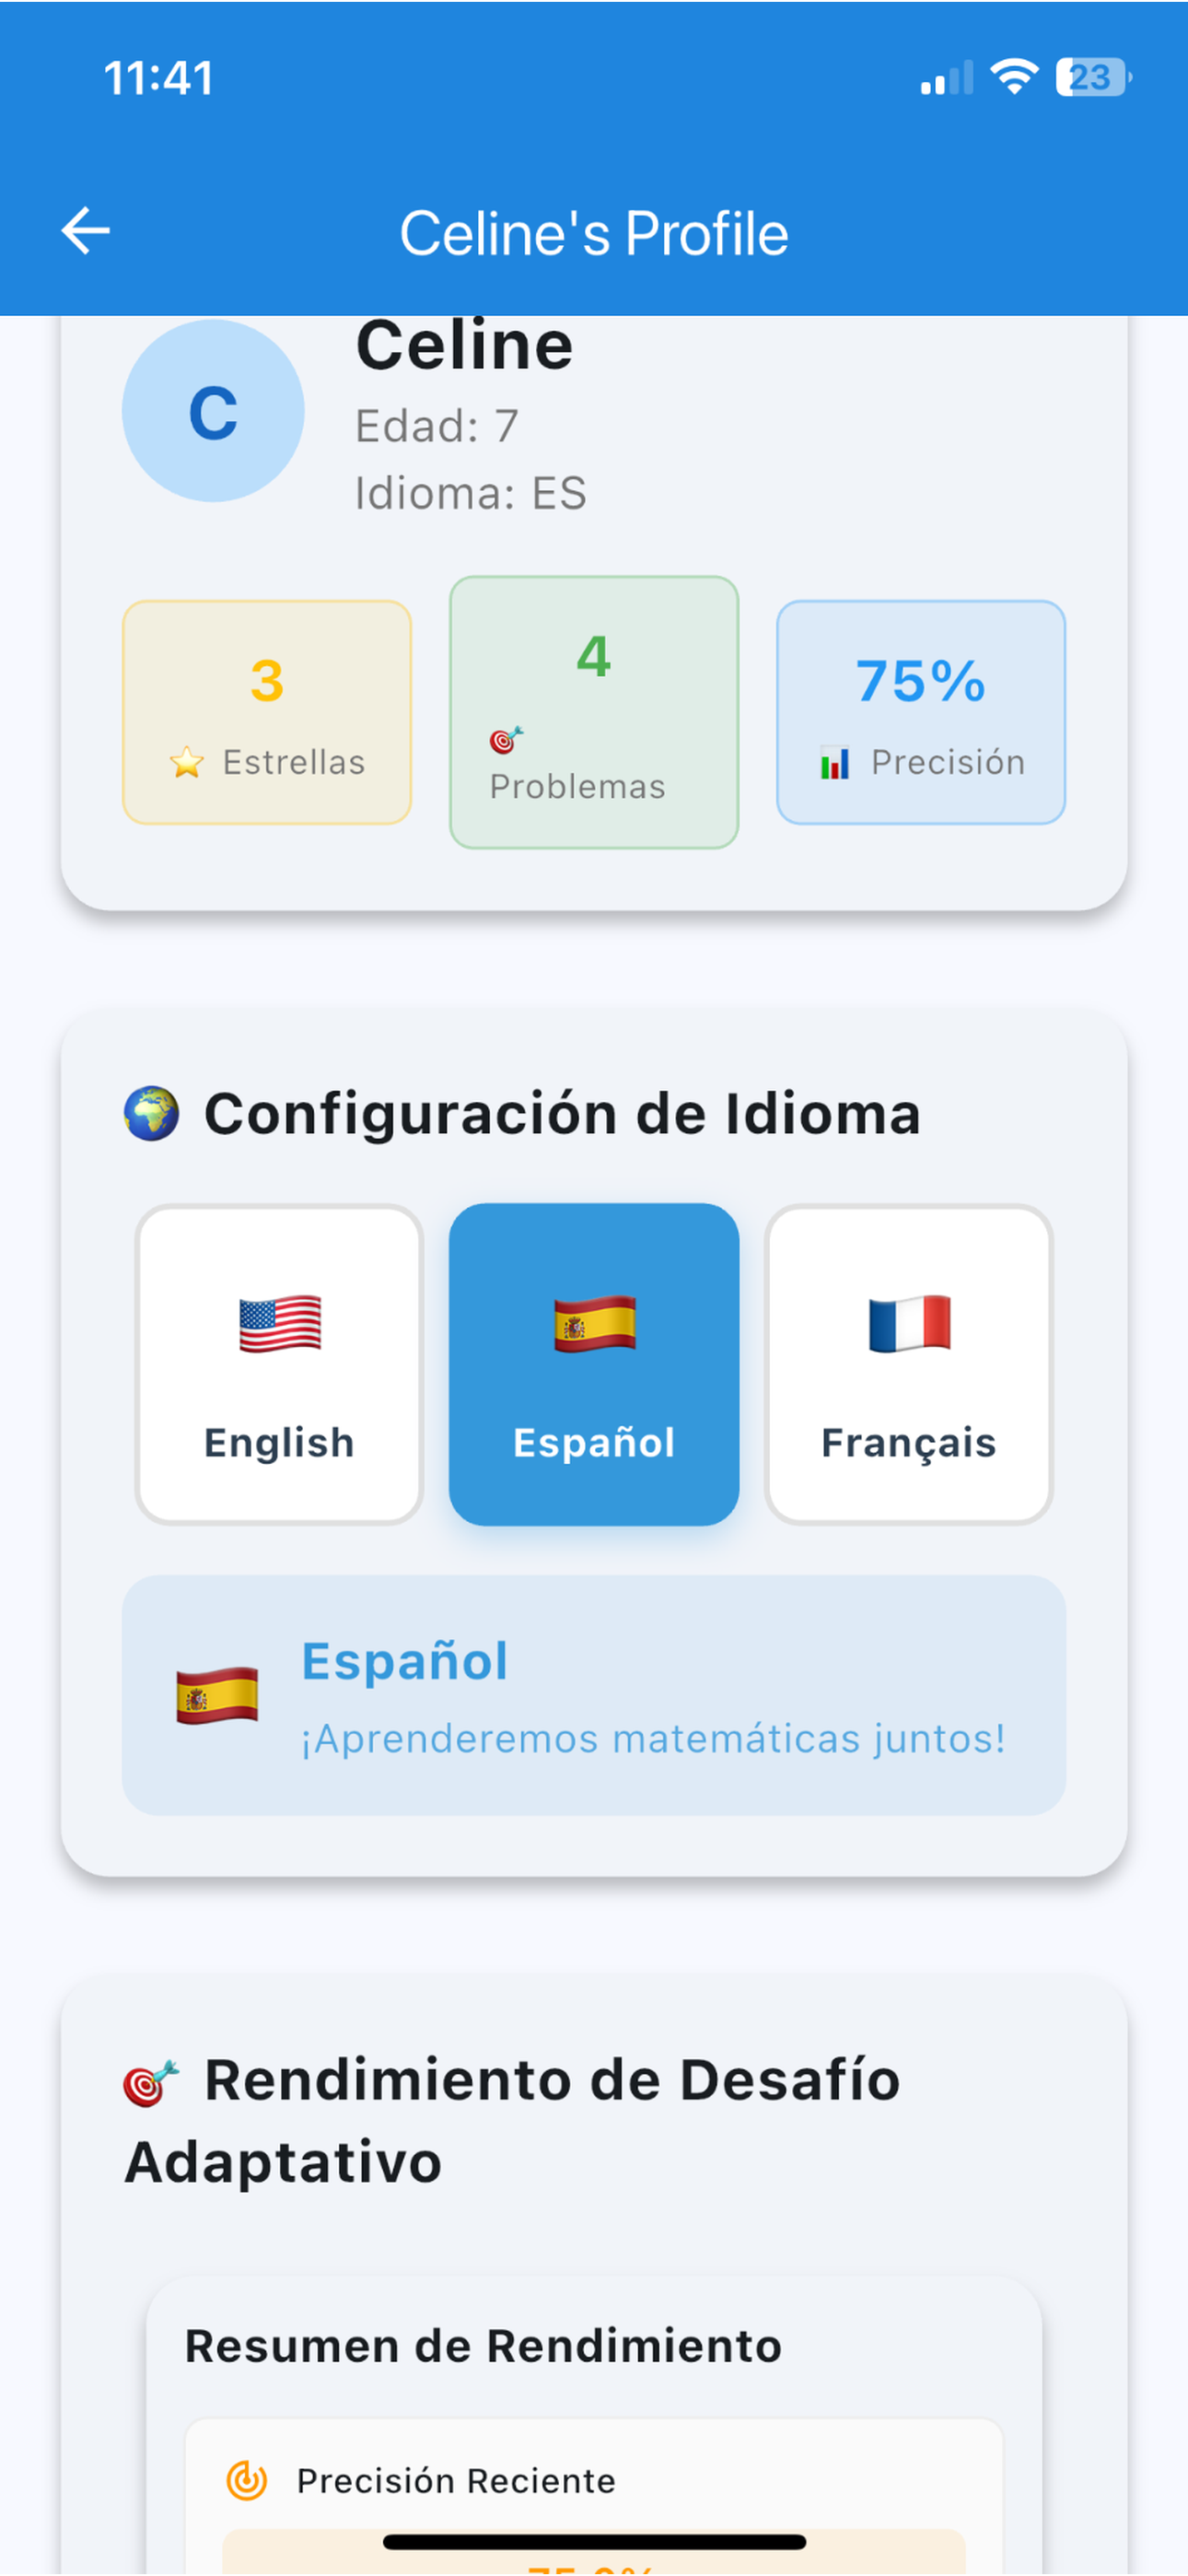 11:41
23
Celine's Profile
Celine
C
Edad: 7
Idioma: ES
3
Estrellas
4
Problemas
75%
Precisión
Configuración de Idioma
English
Español
Français
Español
¡Aprenderemos matemáticas juntos!
Rendimiento de Desafío
Adaptativo
Resumen de Rendimiento
Precisión Reciente